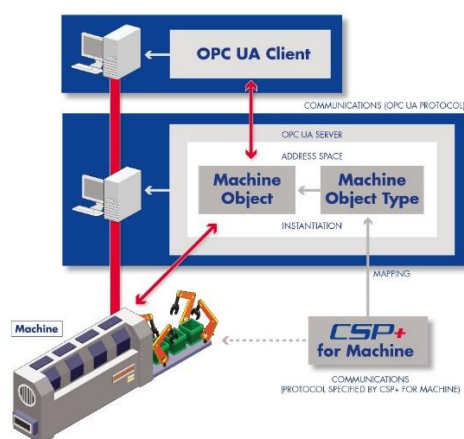 OPC UA Client
COMMUNICATIONS (OPC UA PROTOCOL)
OPC UA SERVER
ADDRESS SPACE
Machine
Object
Machine
Object Type
INSTANTIATION
MAPPING
Machine
CSP+
for Machine
COMMUNICATIONS
(PROTOCOL SPECIFIED BY CSP+ FOR MACHINE)